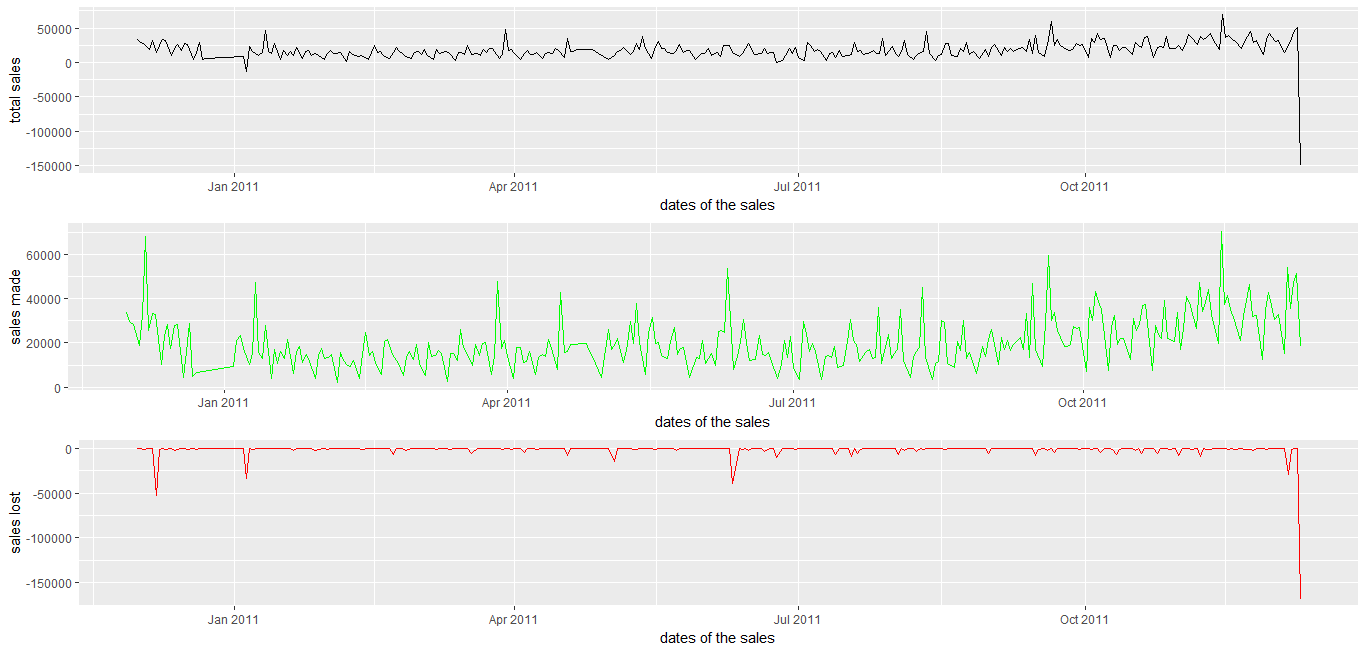 total sales
50000
0
-50000
-100000
-150000
Jan 2011 Apr 2011 Jul 2011 Oct 2011
dates of the sales
sales made
60000
40000
20000
0
Jan 2011 Apr 2011 Jul 2011 Oct 2011
dates of the sales
sales lost
0
-50000
-100000
-150000
Jan 2011 Apr 2011 Jul 2011 Oct 2011
dates of the sales